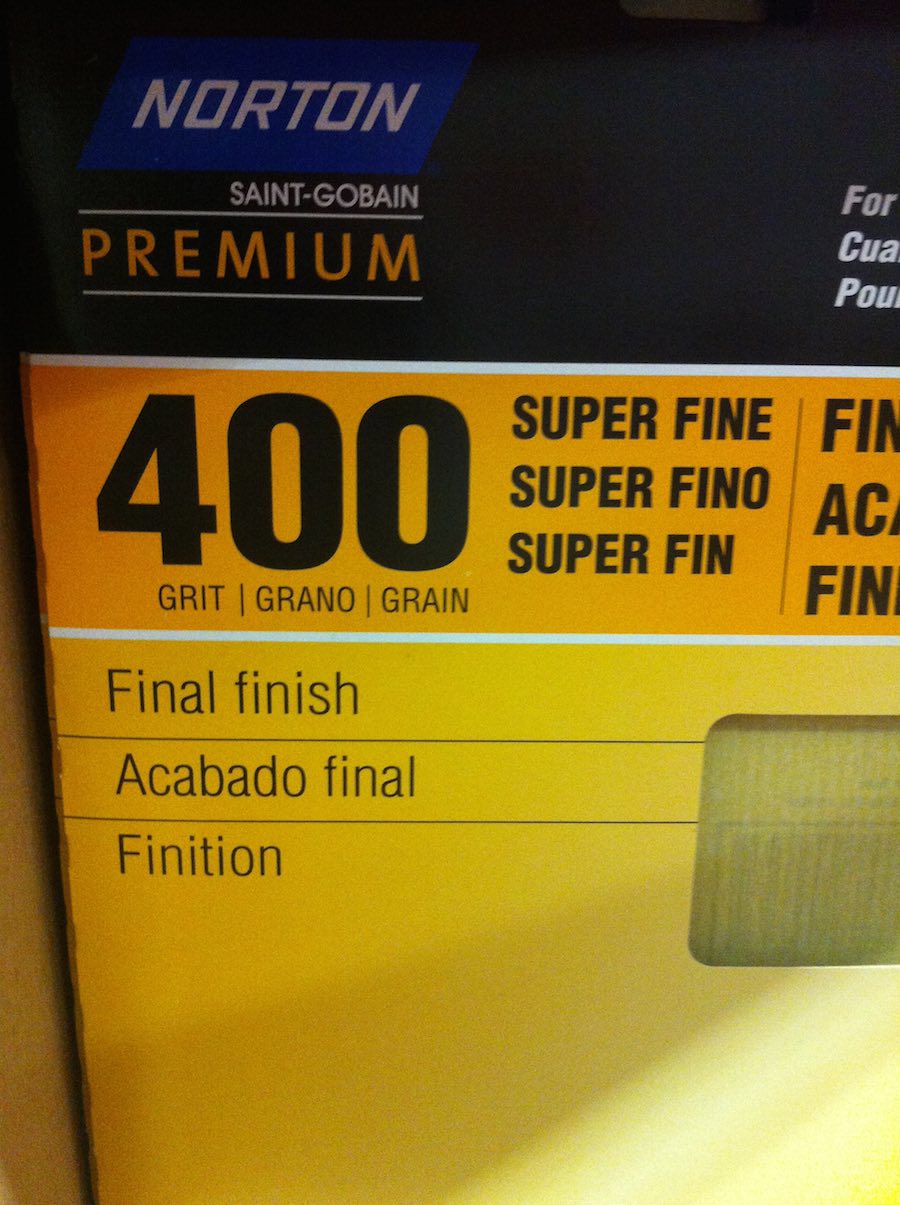 NORTON
SAINT-GOBAIN
PREMIUM
For
400
SUPER FINE
SUPER FINO
SUPER FIN
GRIT | GRANO | GRAIN
Final finish
Acabado final
Finition